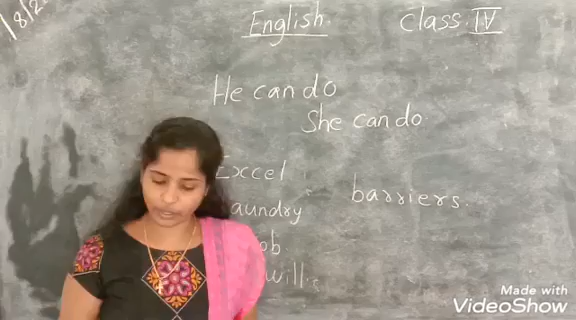 English. Class. IV
He can do
She can do
Excel
barriers.
Made with
VideoShow